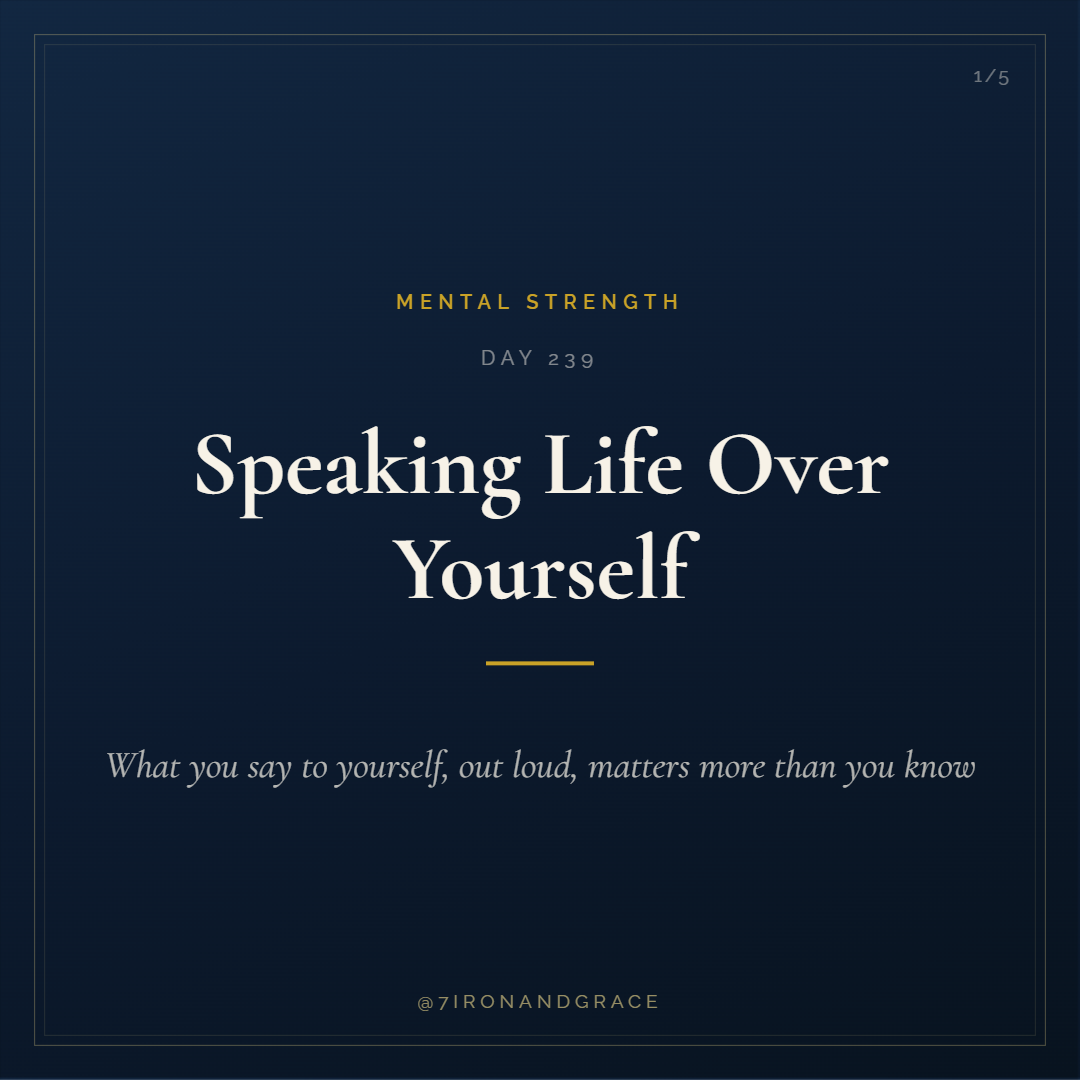 1/5
MENTAL STRENGTH
DAY 239
Speaking Life Over
Yourself
What you say to yourself, out loud, matters more than you know
@7IRONANDGRACE